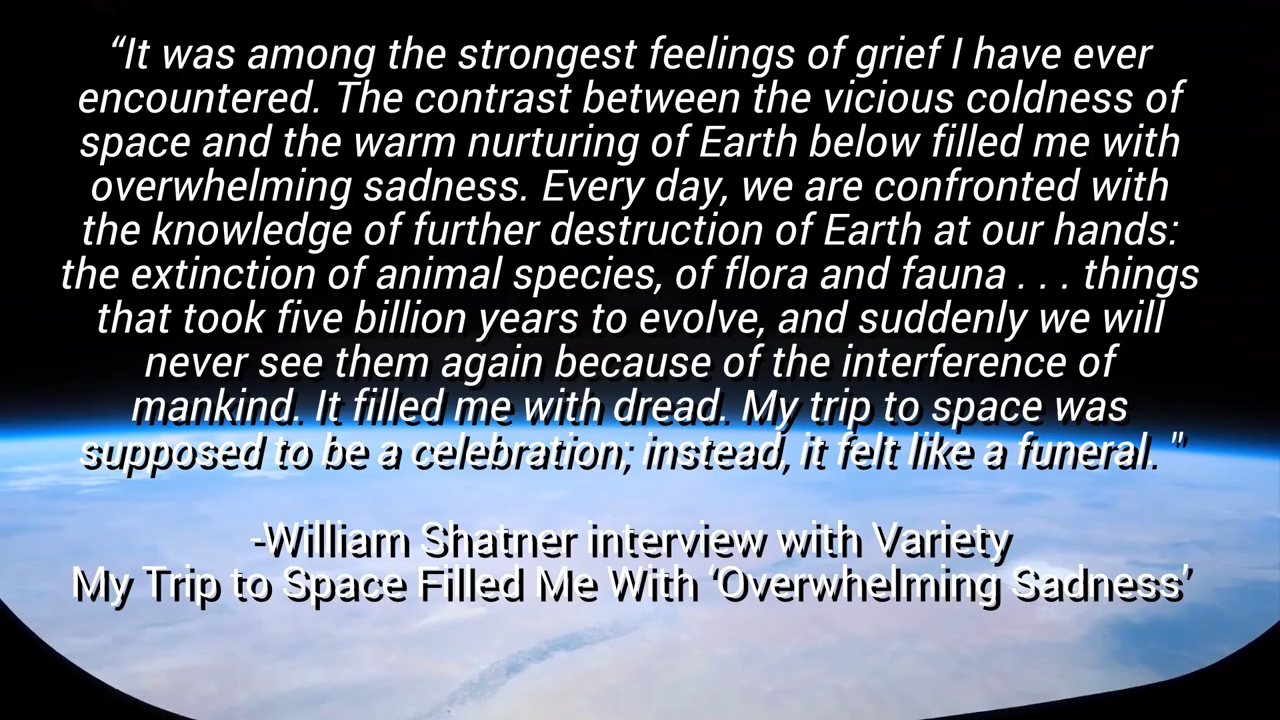 “It was among the strongest feelings of grief I have ever
encountered. The contrast between the vicious coldness of
space and the warm nurturing of Earth below filled me with
overwhelming sadness. Every day, we are confronted with
the knowledge of further destruction of Earth at our hands:
the extinction of animal species, of flora and fauna . . . things
that took five billion years to evolve, and suddenly we will
never see them again because of the interference of
mankind. It filled me with dread. My trip to space was
supposed to be a celebration; instead, it felt like a funeral. "
-William Shatner interview with Variety
My Trip to Space Filled Me With ‘Overwhelming Sadness’